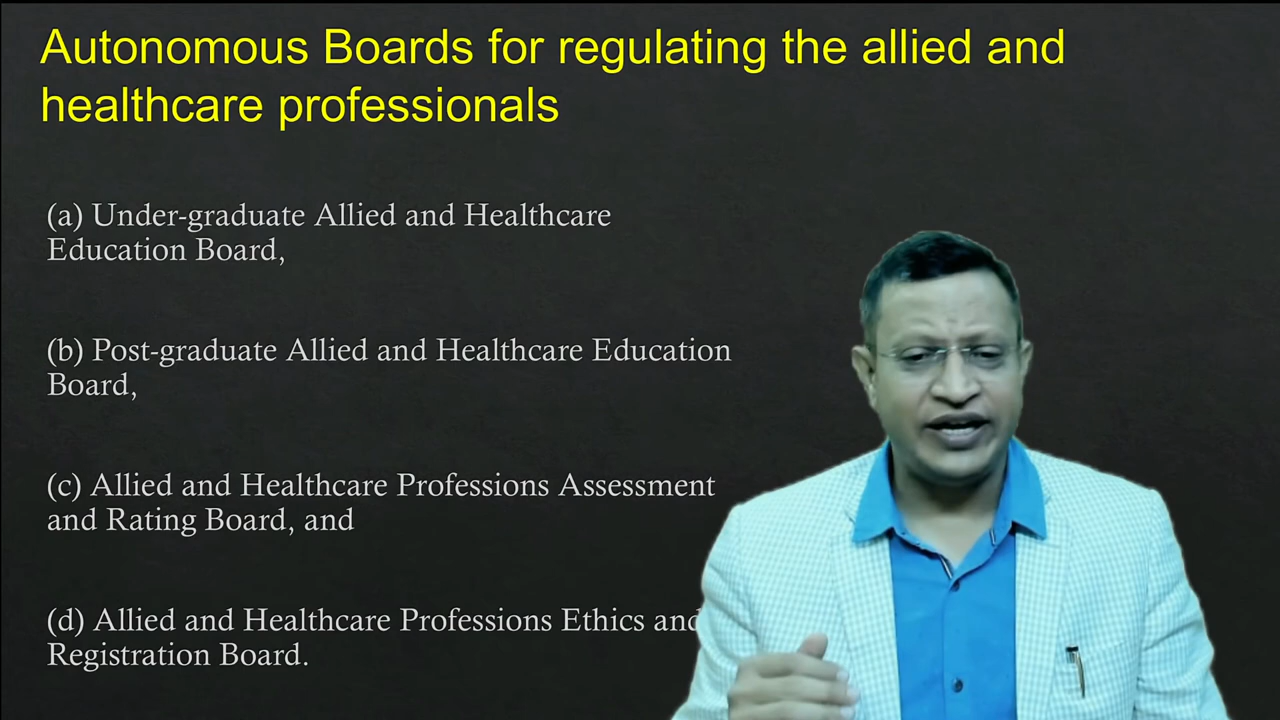 Autonomous Boards for regulating the allied and
healthcare professionals
(a) Under-graduate Allied and Healthcare
Education Board,
(b) Post-graduate Allied and Healthcare Education
Board,
(c) Allied and Healthcare Professions Assessment
and Rating Board, and
(d) Allied and Healthcare Professions Ethics and
Registration Board.